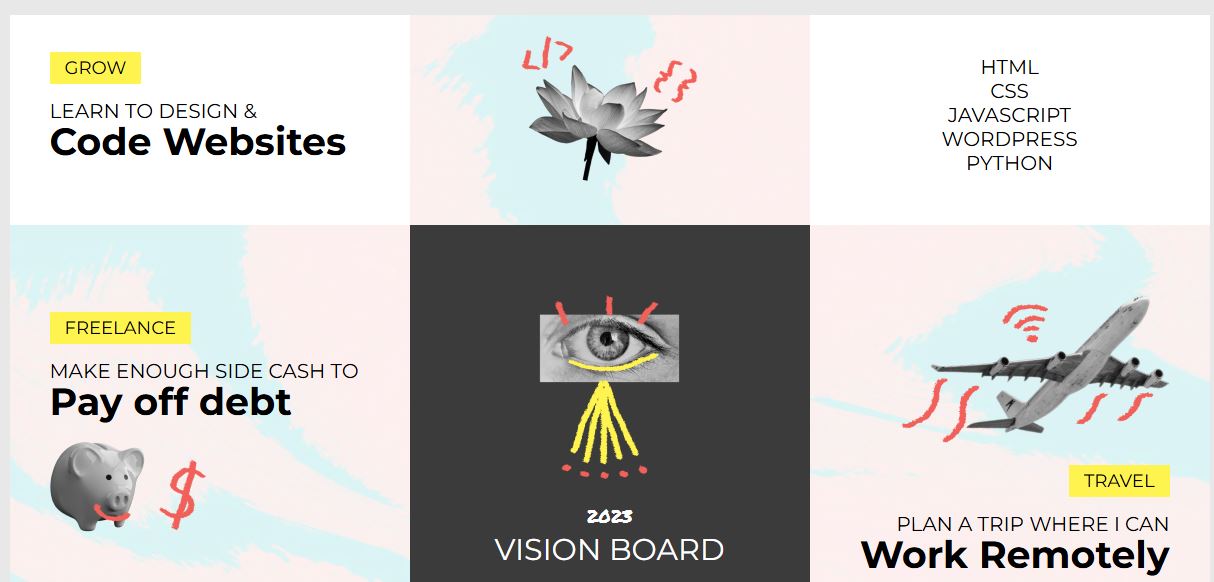 GROW
LEARN TO DESIGN &
Code Websites
</>
{}
HTML
CSS
JAVASCRIPT
WORDPRESS
PYTHON
FREELANCE
MAKE ENOUGH SIDE CASH TO
Pay off debt
$
2023
VISION BOARD
TRAVEL
PLAN A TRIP WHERE I CAN
Work Remotely